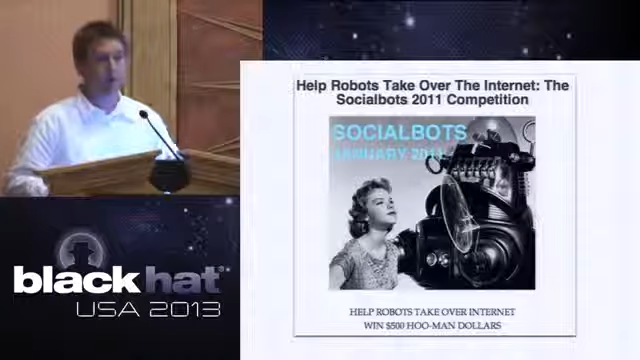 Help Robots Take Over The Internet: The
Socialbots 2011 Competition
SOCIALBOTS
JANUARY 2011
HELP ROBOTS TAKE OVER INTERNET
WIN $500 HOO-MAN DOLLARS
black hat®
USA 2013